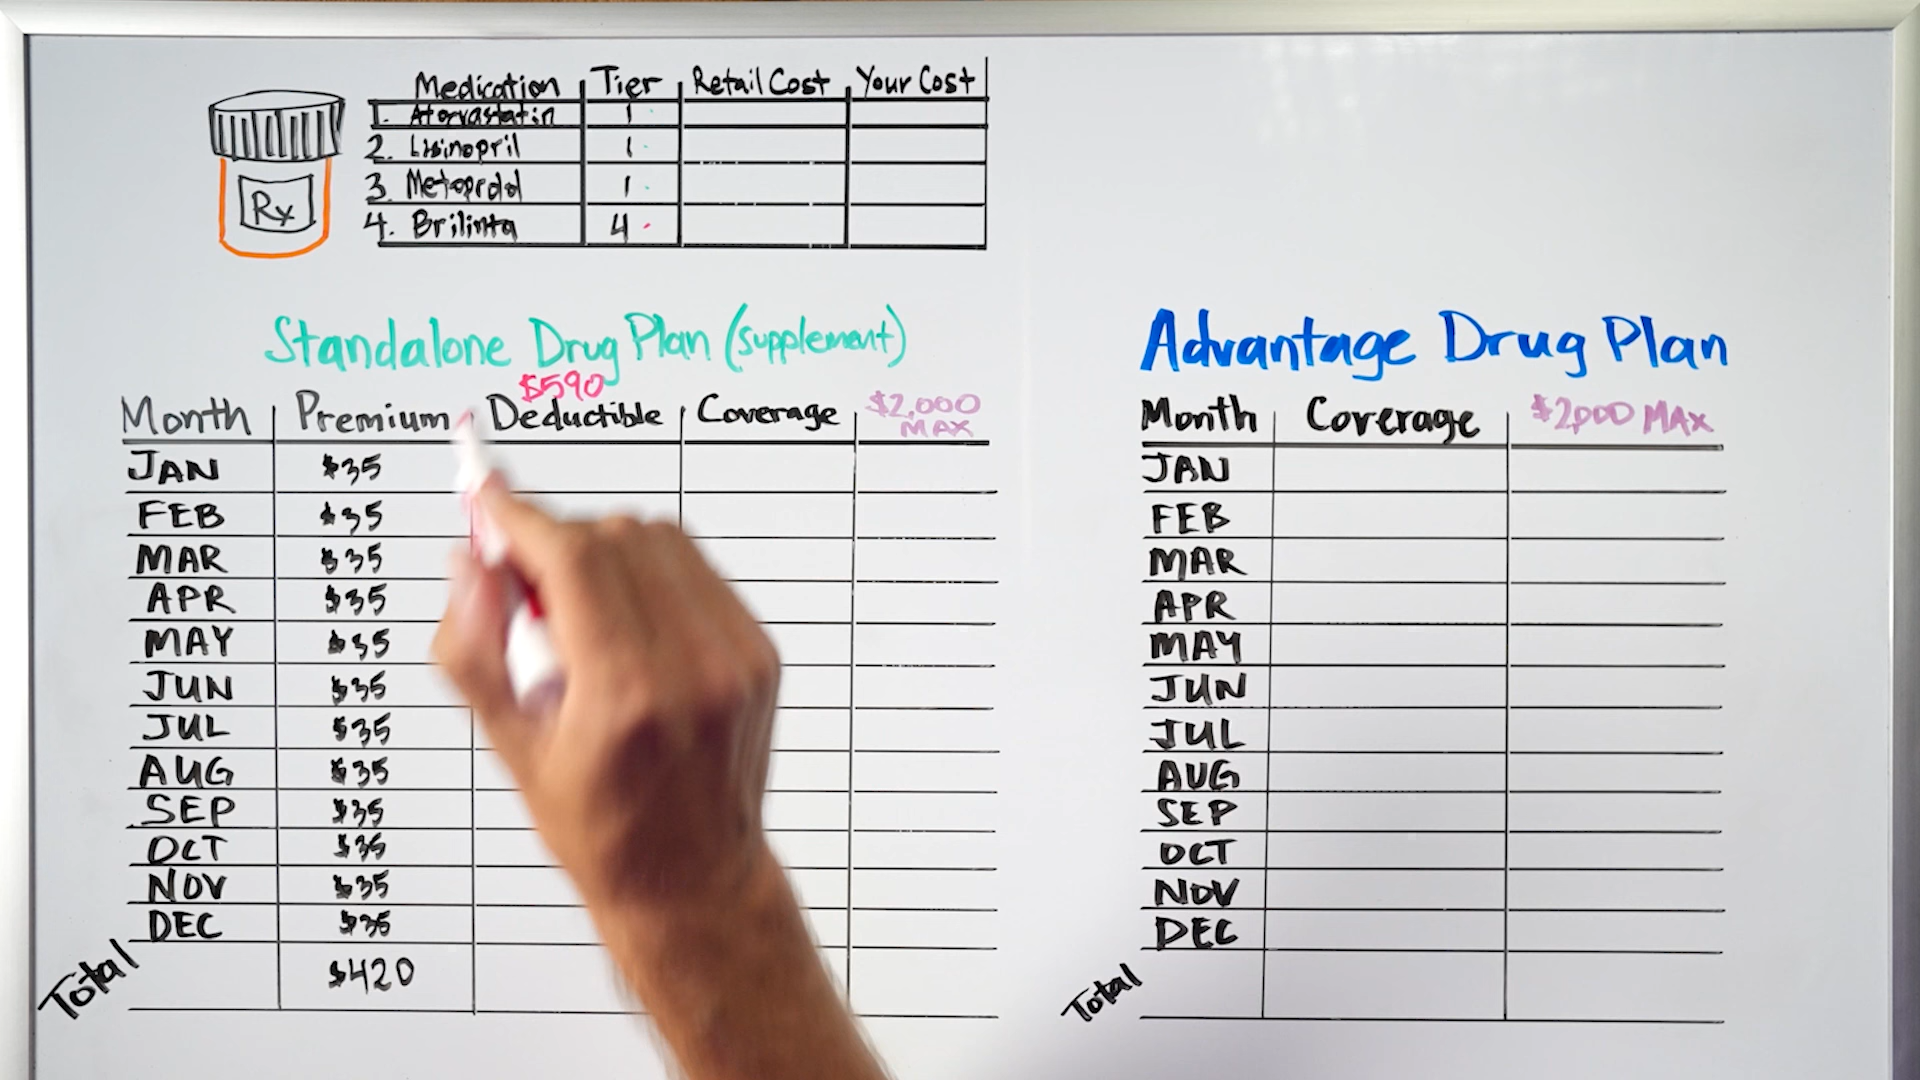 Medication Tier Retail Cost Your Cost
1. Atorvastatin 1
2. Lisinopril 1
3. Metoprolol 1
4. Brilinta 4
Rx
Standalone Drug Plan (supplement)
$590
Month Premium Deductible Coverage $2,000 MAX
JAN $35
FEB $35
MAR $35
APR $35
MAY $35
JUN $35
JUL $35
AUG $35
SEP $35
OCT $35
NOV $35
DEC $35
Total $420
Advantage Drug Plan
Month Coverage $2,000 MAX
JAN
FEB
MAR
APR
MAY
JUN
JUL
AUG
SEP
OCT
NOV
DEC
Total